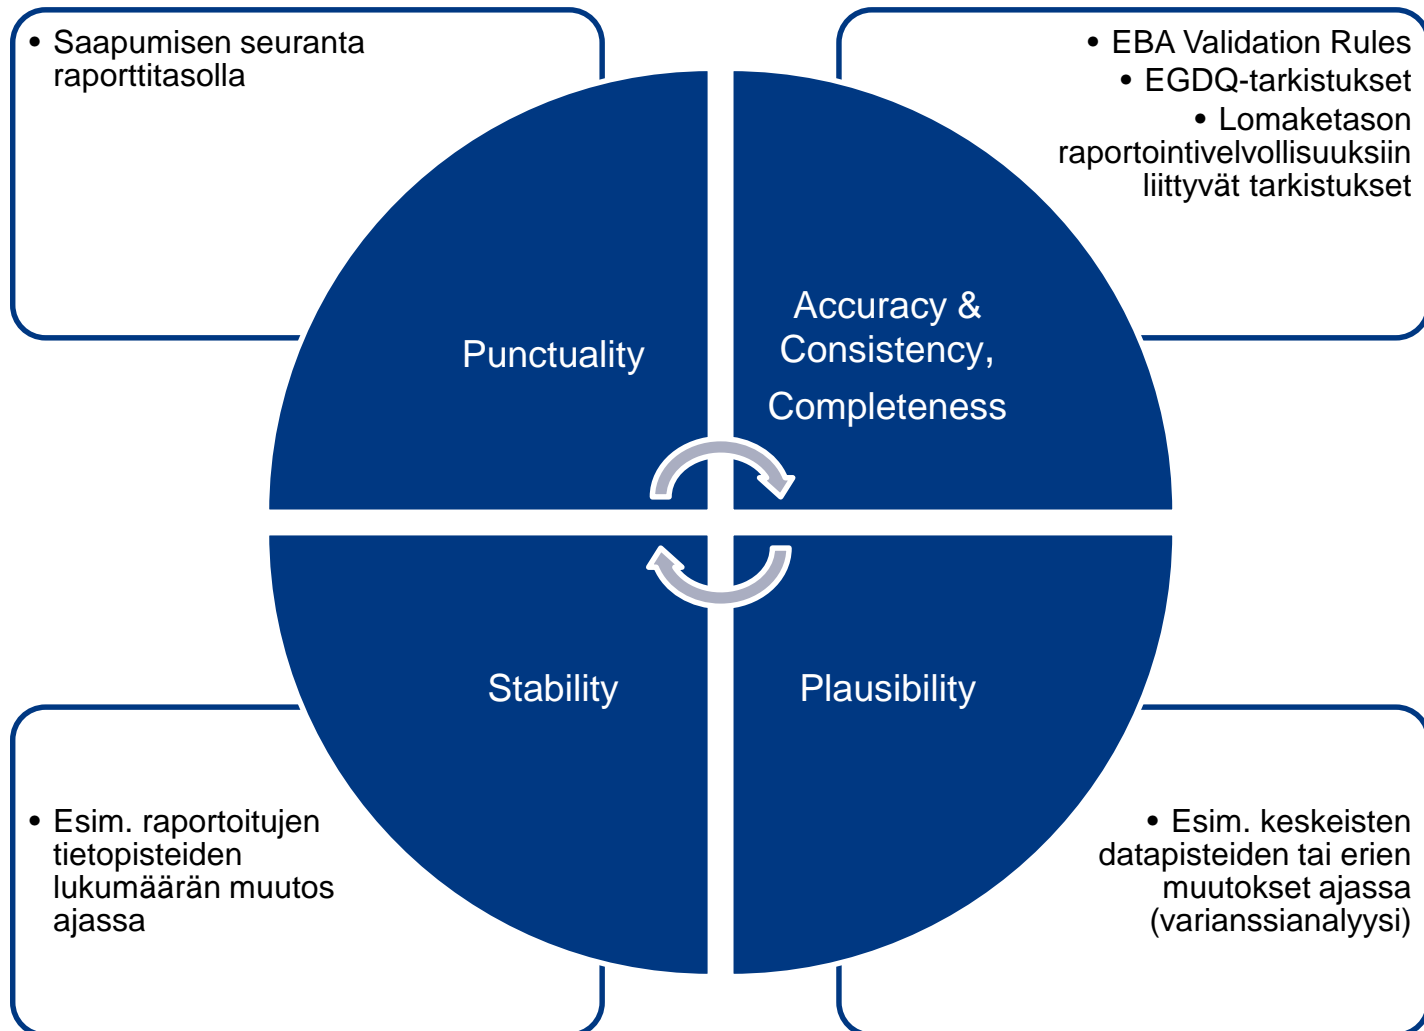 • Saapumisen seuranta
raporttitasolla
• EBA Validation Rules
• EGDQ-tarkistukset
• Lomaketason
raportointivelvollisuuksiin
liittyvät tarkistukset
Punctuality
Accuracy &
Consistency,
Completeness
Stability
Plausibility
• Esim. raportoitujen
tietopisteiden
lukumäärän muutos
ajassa
• Esim. keskeisten
datapisteiden tai erien
muutokset ajassa
(varianssianalyysi)